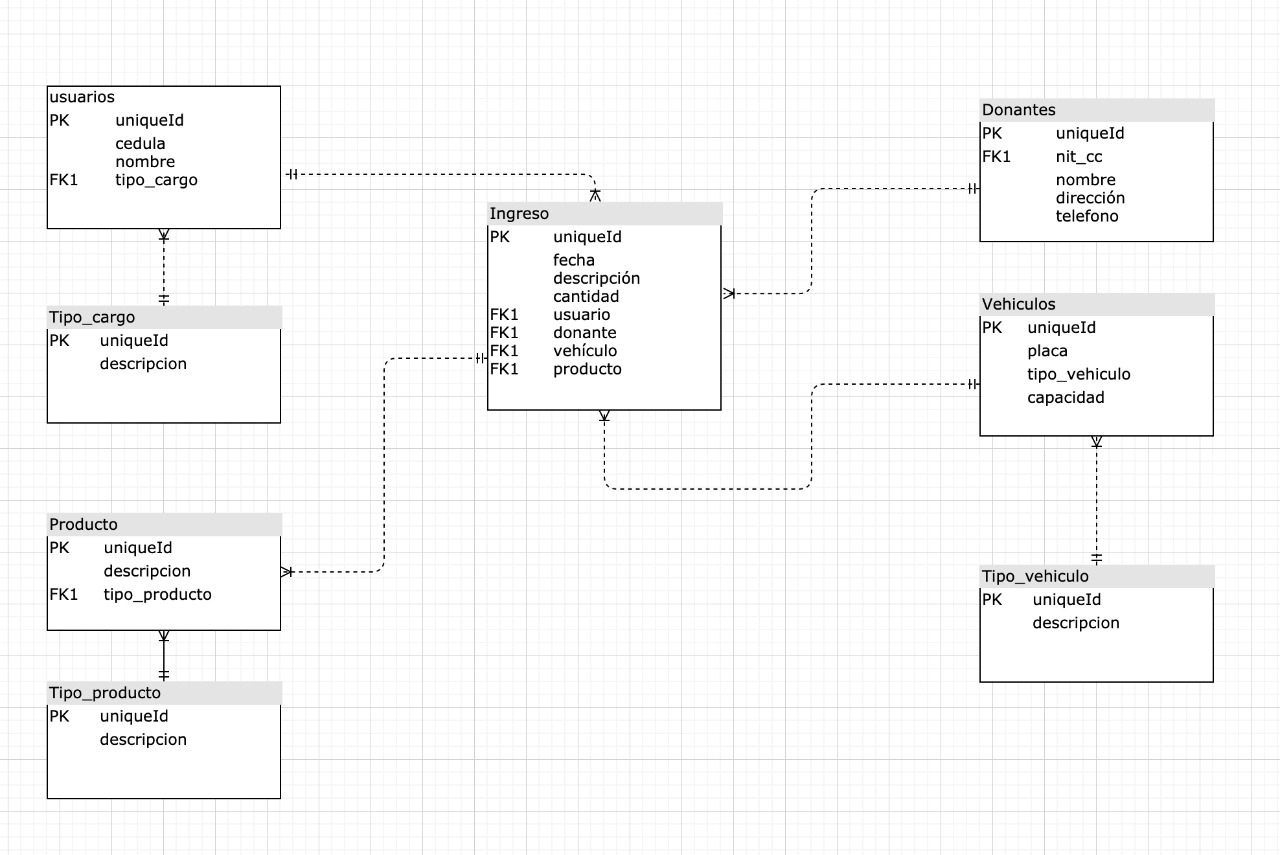 usuarios
PK uniqueId
cedula
nombre
FK1 tipo_cargo
Tipo_cargo
PK uniqueId
descripcion
Producto
PK uniqueId
descripcion
FK1 tipo_producto
Tipo_producto
PK uniqueId
descripcion
Ingreso
PK uniqueId
fecha
descripción
cantidad
FK1 usuario
FK1 donante
FK1 vehículo
FK1 producto
Donantes
PK uniqueId
FK1 nit_cc
nombre
dirección
telefono
Vehiculos
PK uniqueId
placa
tipo_vehiculo
capacidad
Tipo_vehiculo
PK uniqueId
descripcion